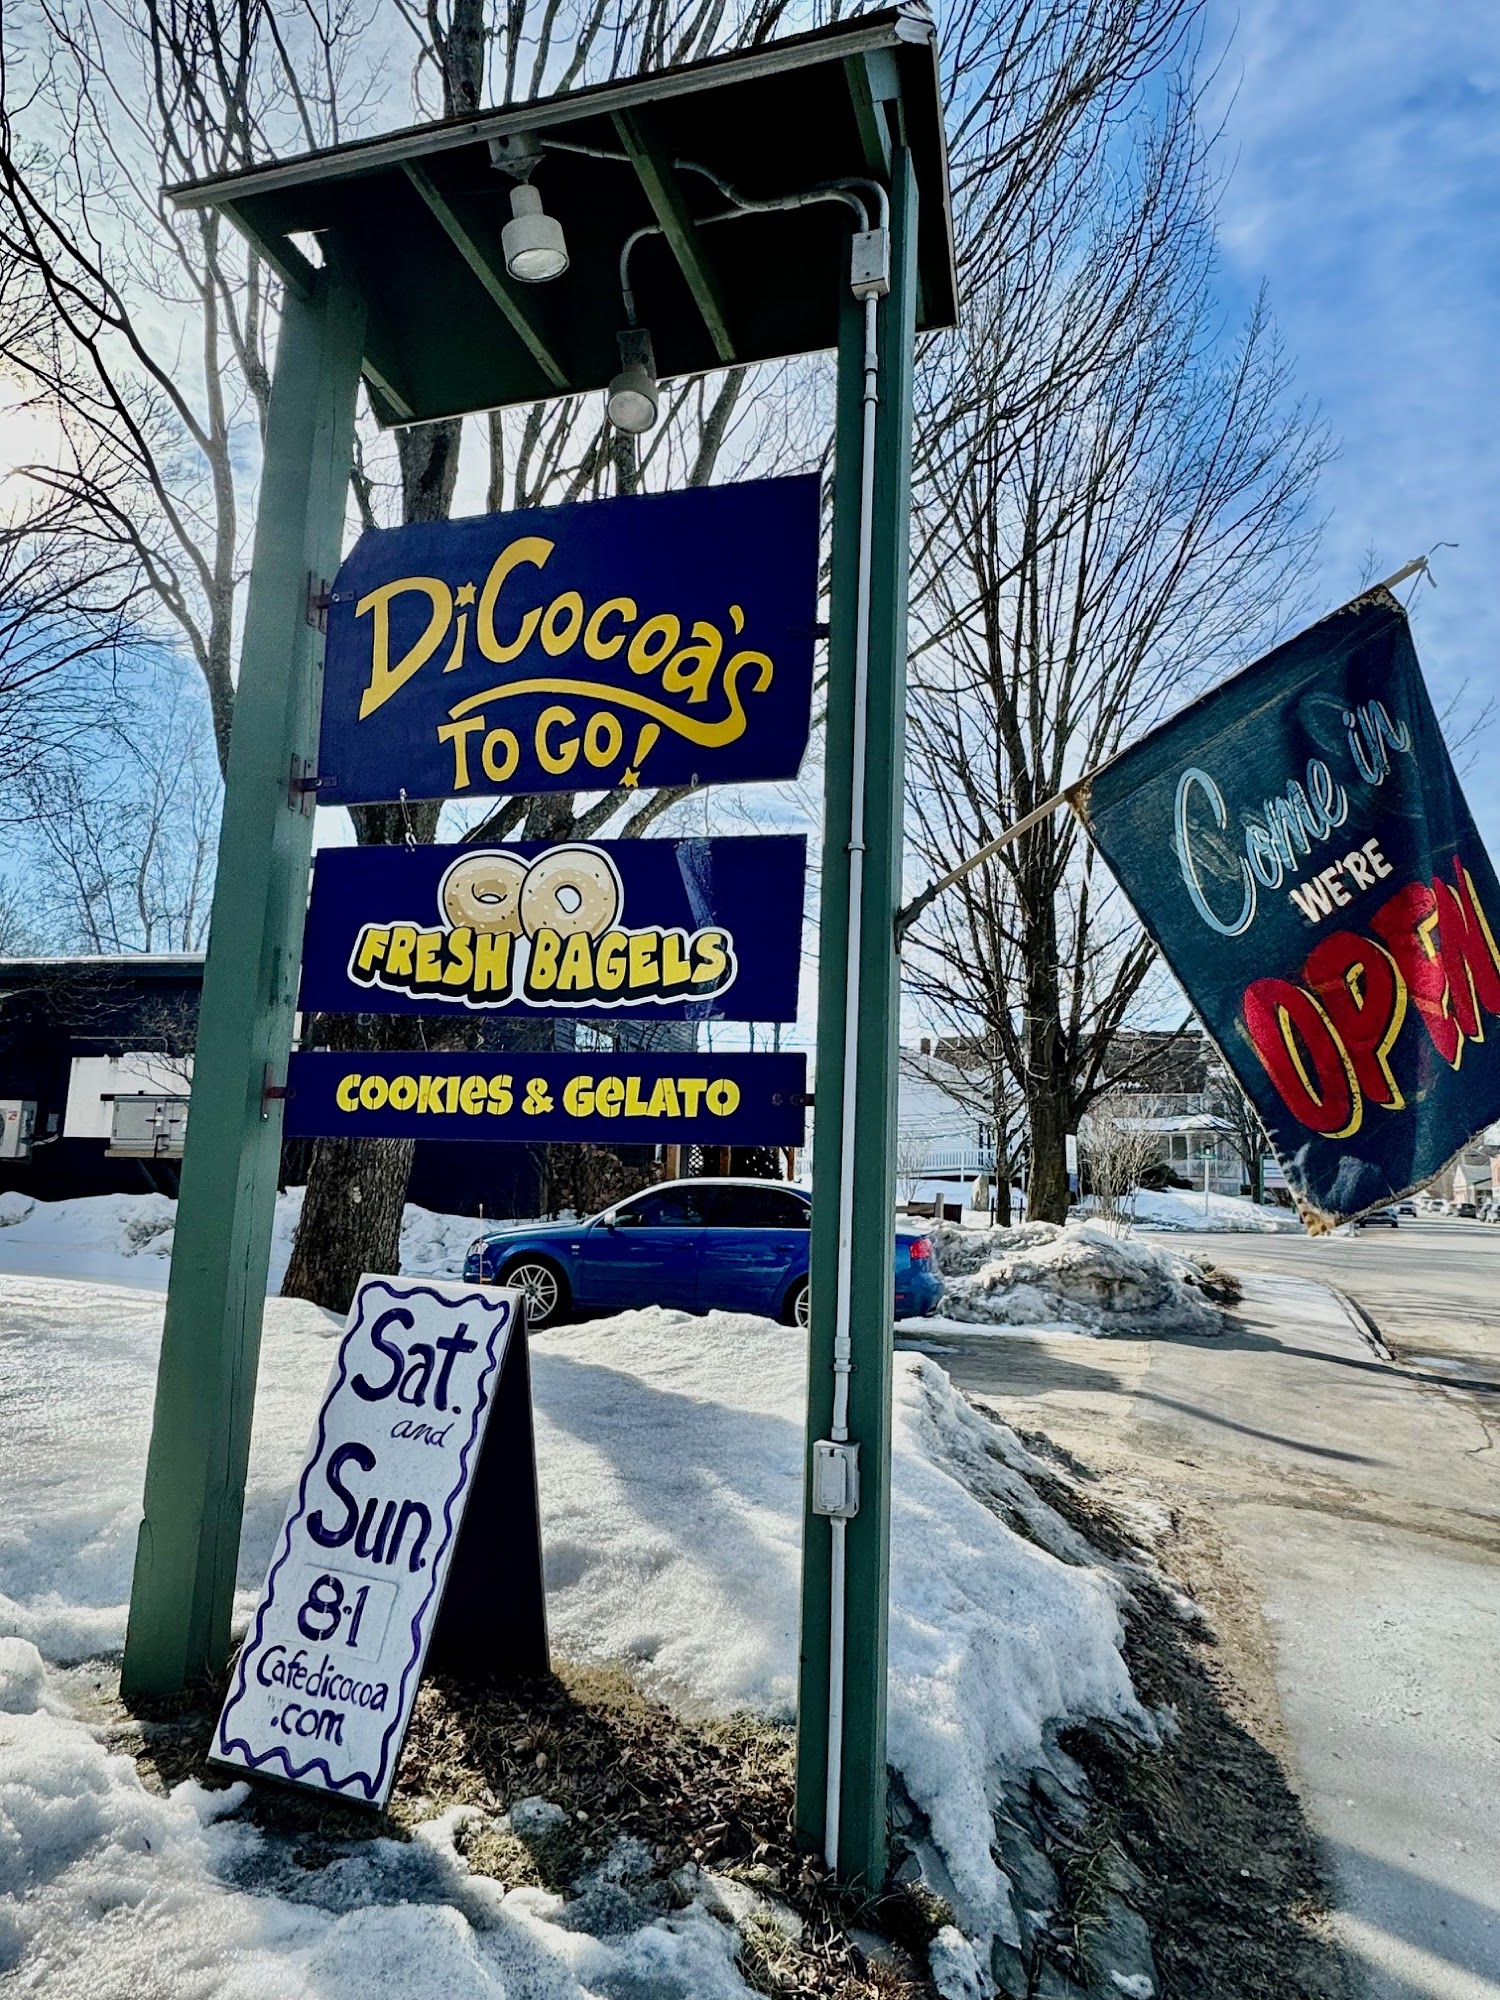 DiCocoa's
To Go!
FRESH BAGELS
COOKIES & GELATO
Come in
WE'RE
OPEN
Sat.
and
Sun.
8-1
Cafedicocoa
.com